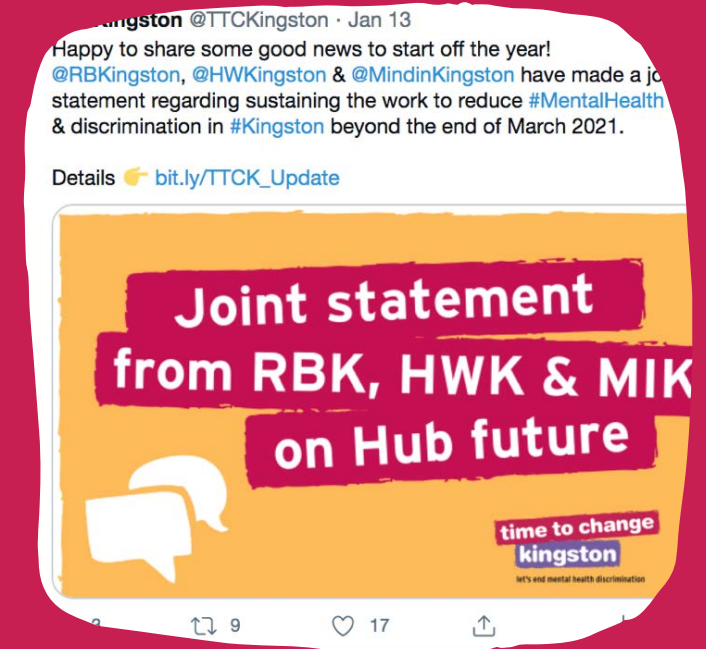 Kingston @TTCKingston · Jan 13
Happy to share some good news to start off the year!
@RBKingston, @HWKingston & @MindinKingston have made a
statement regarding sustaining the work to reduce #MentalHealth
& discrimination in #Kingston beyond the end of March 2021.
Details 👉 bit.ly/TTCK_Update
Joint statement
from RBK, HWK & MIK
on Hub future
time to change
kingston
let's end mental health discrimination
9 17